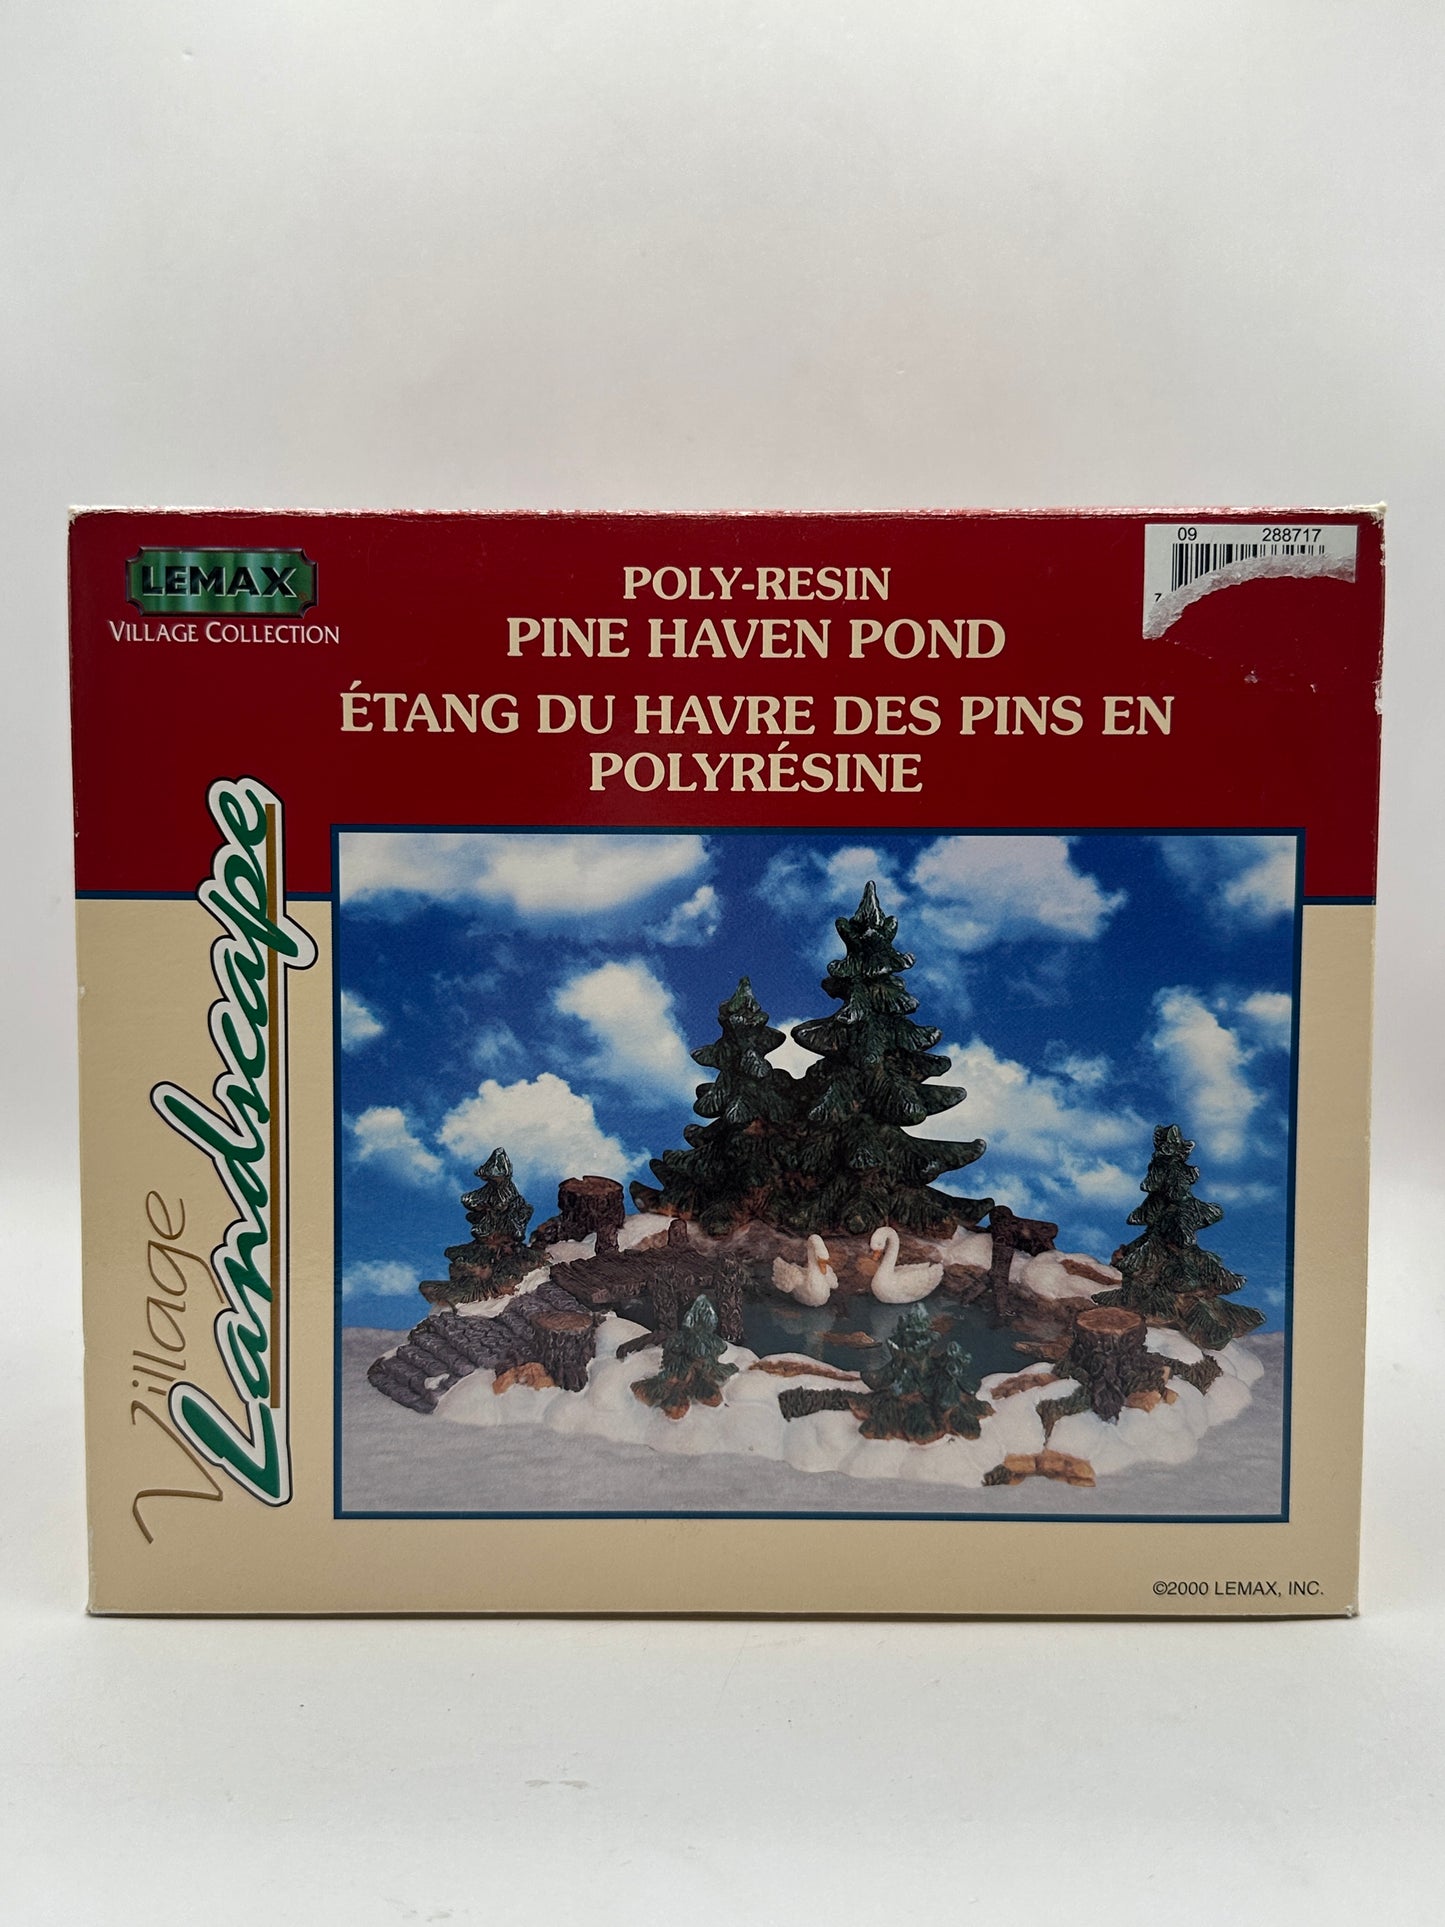 LEMAX
VILLAGE COLLECTION
09 288717
7
POLY-RESIN
PINE HAVEN POND
ÉTANG DU HAVRE DES PINS EN
POLYRÉSINE
Village
Landscape
©2000 LEMAX, INC.